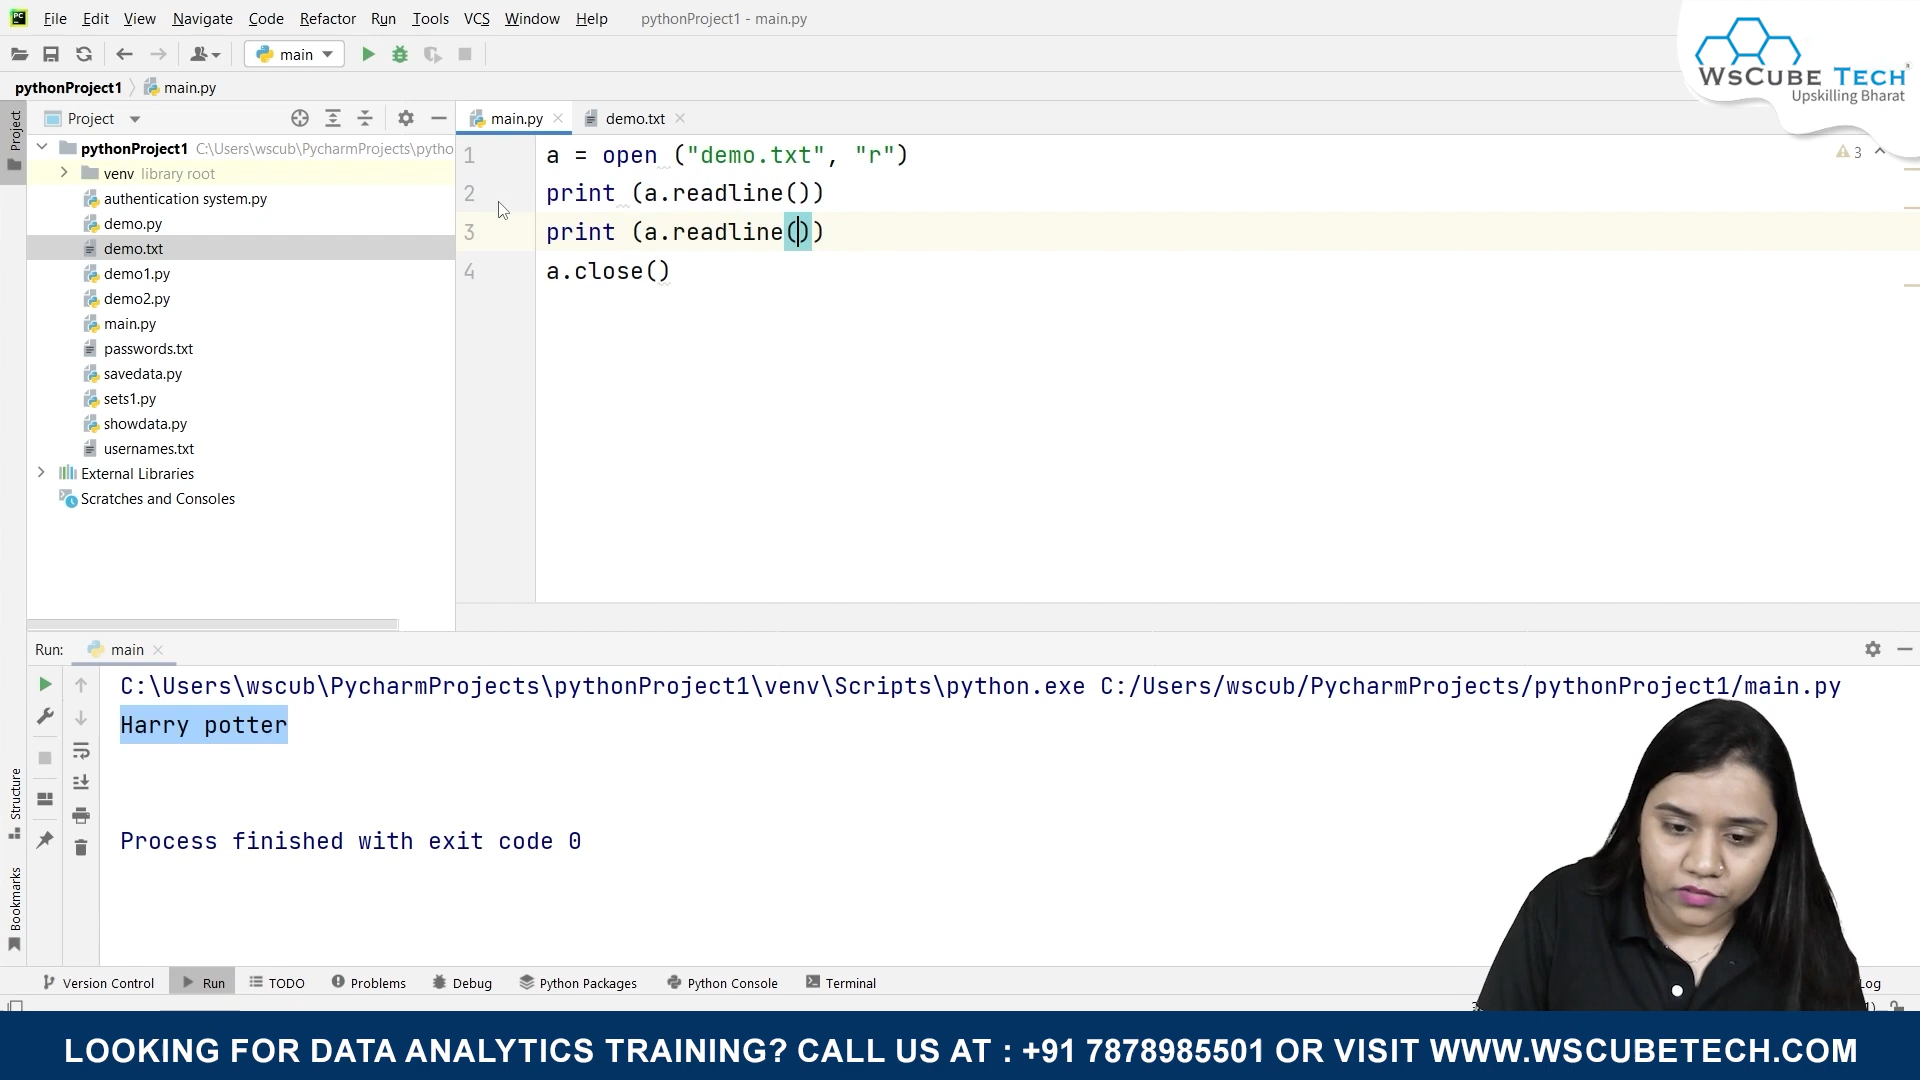 File Edit View Navigate Code Refactor Run Tools VCS Window Help pythonProject1 - main.py
main
WSCUBE TECH
Upskilling Bharat
pythonProject1 main.py
Project
main.py demo.txt
Project
pythonProject1 C:\Users\wscub\PycharmProjects\pytho
venv library root
authentication system.py
demo.py
demo.txt
demo1.py
demo2.py
main.py
passwords.txt
savedata.py
sets1.py
showdata.py
usernames.txt
External Libraries
Scratches and Consoles
1 a = open ("demo.txt", "r")
2 print (a.readline())
3 print (a.readline())
4 a.close()
3
Run: main
C:\Users\wscub\PycharmProjects\pythonProject1\venv\Scripts\python.exe C:/Users/wscub/PycharmProjects/pythonProject1/main.py
Harry potter
Process finished with exit code 0
Structure
Bookmarks
Version Control Run TODO Problems Debug Python Packages Python Console Terminal
LOOKING FOR DATA ANALYTICS TRAINING? CALL US AT : +91 7878985501 OR VISIT WWW.WSCUBETECH.COM